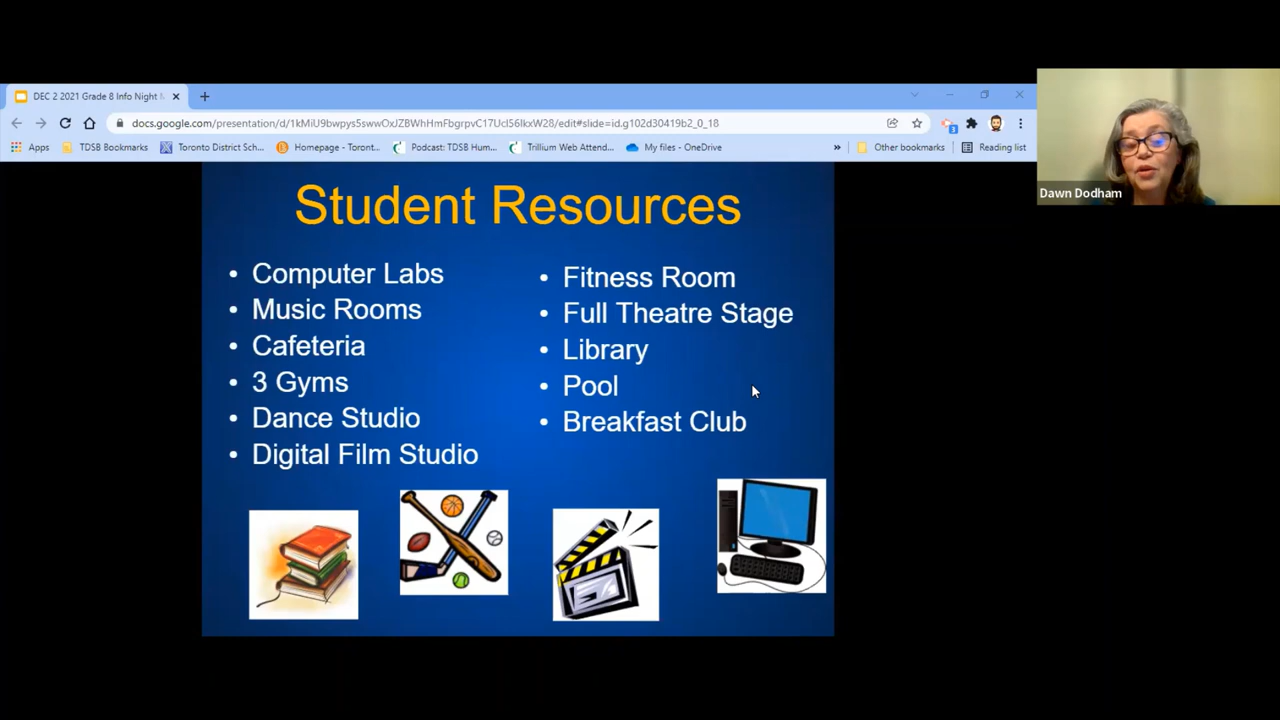 DEC 2 2021 Grade 8 Info Night
docs.google.com/presentation/d/1kMiU9bwpys5swwOxJZBWhHmFbgrpvC17UcI56IkxW28/edit#slide=id.g102d30419b2_0_18
3
Apps
TDSB Bookmarks
Toronto District Sch...
Homepage - Toront...
Podcast: TDSB Hum...
Trillium Web Attend...
My files - OneDrive
»
Other bookmarks
Reading list
Dawn Dodham
Student Resources
• Computer Labs
• Music Rooms
• Cafeteria
• 3 Gyms
• Dance Studio
• Digital Film Studio
• Fitness Room
• Full Theatre Stage
• Library
• Pool
• Breakfast Club